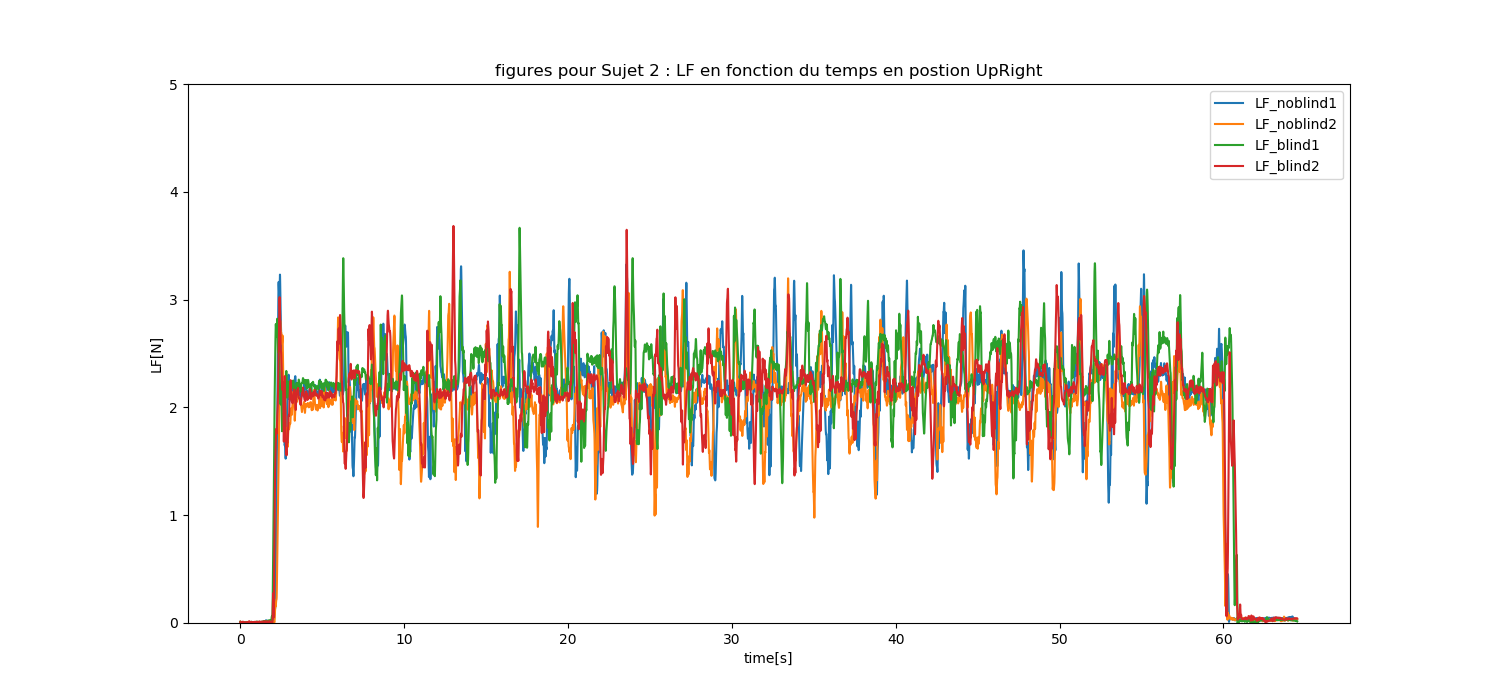 figures pour Sujet 2 : LF en fonction du temps en postion UpRight
LF_noblind1
LF_noblind2
LF_blind1
LF_blind2
5
4
3
2
1
0
LF[N]
0 10 20 30 40 50 60
time[s]